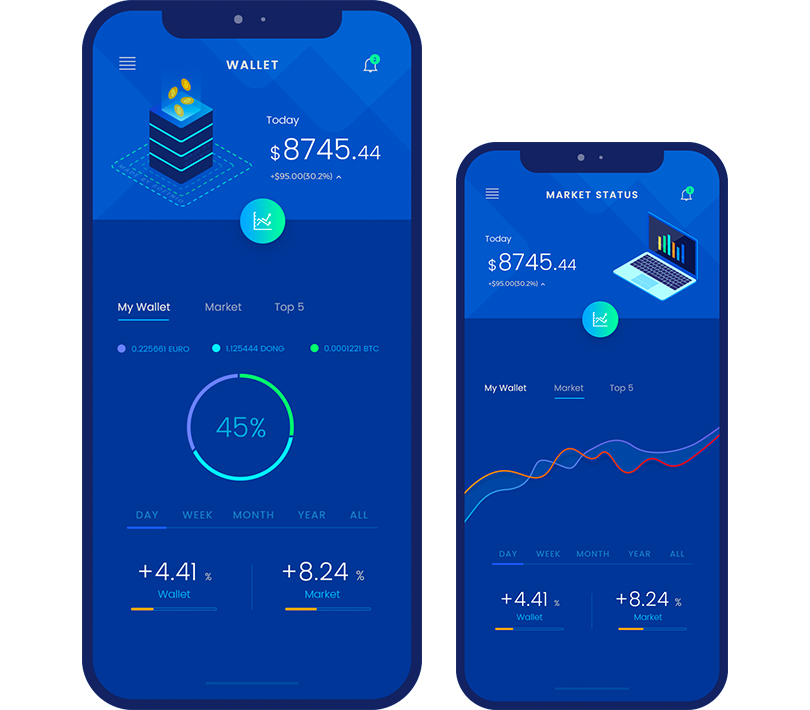 2
WALLET
Today
$8745.44
+$95.00(30.2%)
My Wallet Market Top 5
0.225661 EURO 1.125444 DONG 0.0001221 BTC
45%
DAY WEEK MONTH YEAR ALL
+4.41 % +8.24 %
Wallet Market
MARKET STATUS
Today
$8745.44
+$95.00(30.2%)
My Wallet Market Top 5
DAY WEEK MONTH YEAR ALL
+4.41 % +8.24 %
Wallet Market